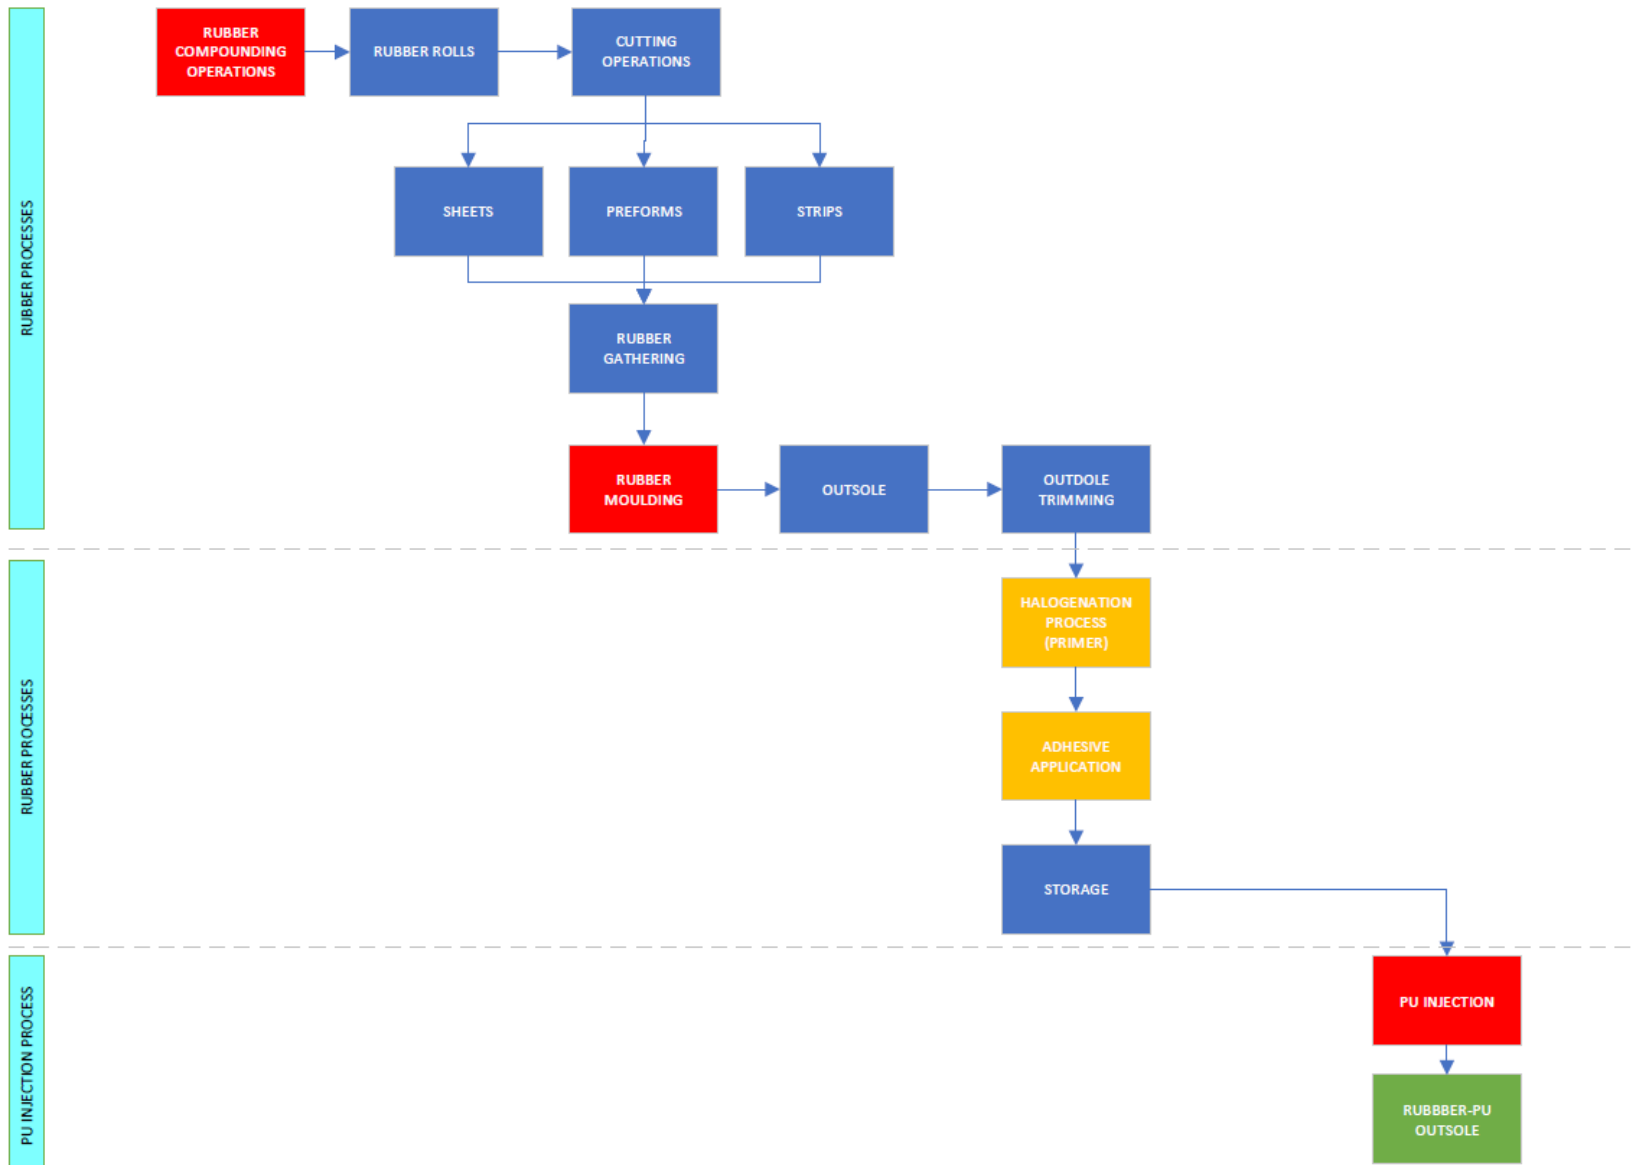 RUBBER PROCESSES
RUBBER
COMPOUNDING
OPERATIONS
RUBBER ROLLS
CUTTING
OPERATIONS
SHEETS
PREFORMS
STRIPS
RUBBER
GATHERING
RUBBER
MOULDING
OUTSOLE
OUTDOLE
TRIMMING
RUBBER PROCESSES
HALOGENATION
PROCESS
(PRIMER)
ADHESIVE
APPLICATION
STORAGE
PU INJECTION PROCESS
PU INJECTION
RUBBBER-PU
OUTSOLE